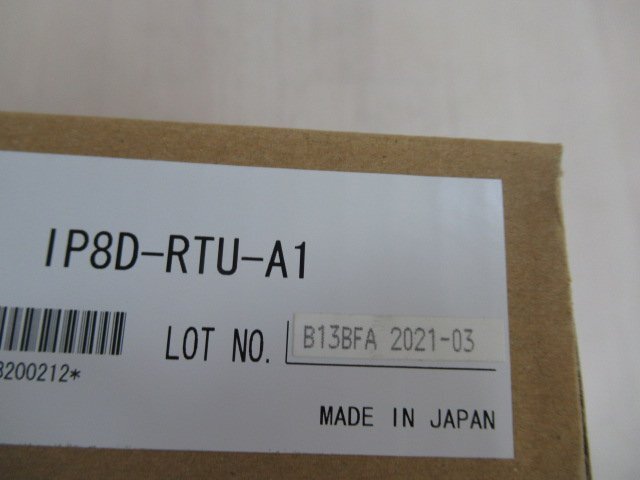 IP8D-RTU-A1
LOT NO. B13BFA 2021-03
3200212*
MADE IN JAPAN